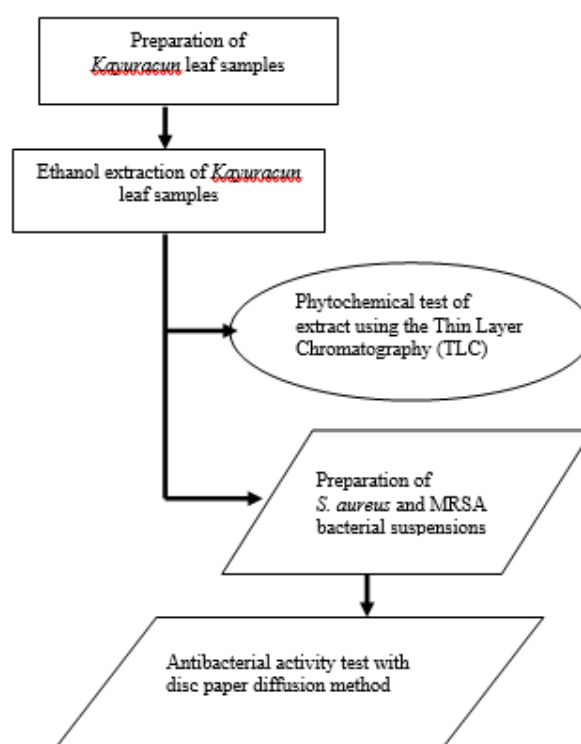 Preparation of
Kayuracun leaf samples
Ethanol extraction of Kayuracun
leaf samples
Phytochemical test of
extract using the Thin Layer
Chromatography (TLC)
Preparation of
S. aureus and MRSA
bacterial suspensions
Antibacterial activity test with
disc paper diffusion method